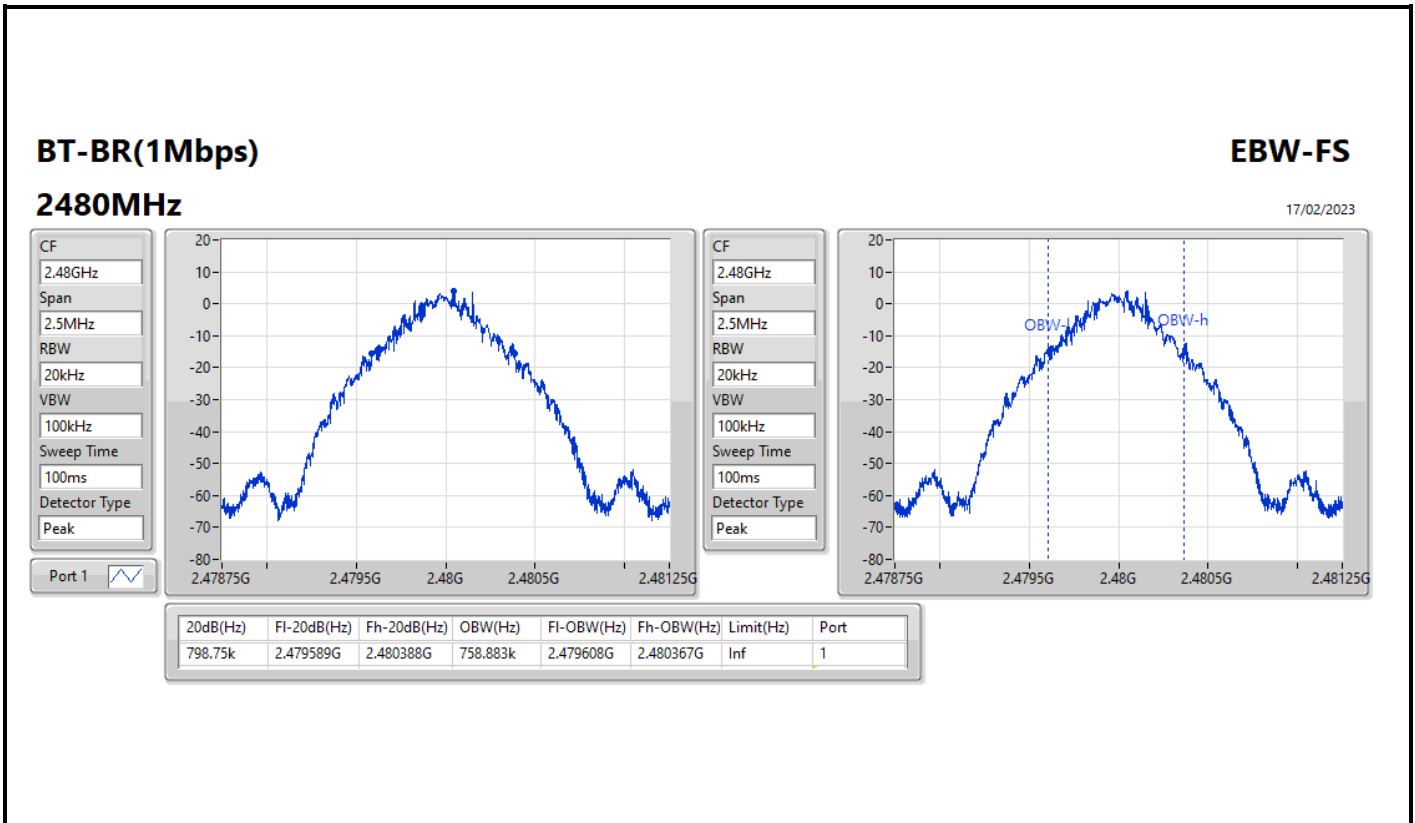 BT-BR(1Mbps)
EBW-FS
2480MHz
17/02/2023
CF
2.48GHz
Span
2.5MHz
RBW
20kHz
VBW
100kHz
Sweep Time
100ms
Detector Type
Peak
Port 1
20
10
0
-10
-20
-30
-40
-50
-60
-70
-80
2.47875G 2.4795G 2.48G 2.4805G 2.48125G
CF
2.48GHz
Span
2.5MHz
RBW
20kHz
VBW
100kHz
Sweep Time
100ms
Detector Type
Peak
20
10
0
-10
-20
-30
-40
-50
-60
-70
-80
OBW-l OBW-h
2.47875G 2.4795G 2.48G 2.4805G 2.48125G
20dB(Hz) Fl-20dB(Hz) Fh-20dB(Hz) OBW(Hz) Fl-OBW(Hz) Fh-OBW(Hz) Limit(Hz) Port
798.75k 2.479589G 2.480388G 758.883k 2.479608G 2.480367G Inf 1